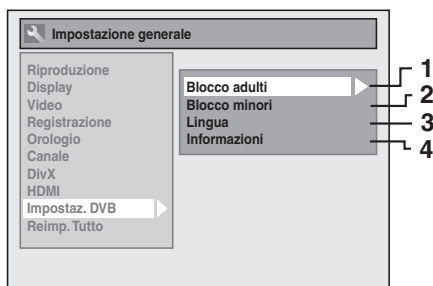 Impostazione generale
Riproduzione
Display
Video
Registrazione
Orologio
Canale
DivX
HDMI
Impostaz. DVB
Reimp. Tutto
Blocco adulti
Blocco minori
Lingua
Informazioni
1
2
3
4